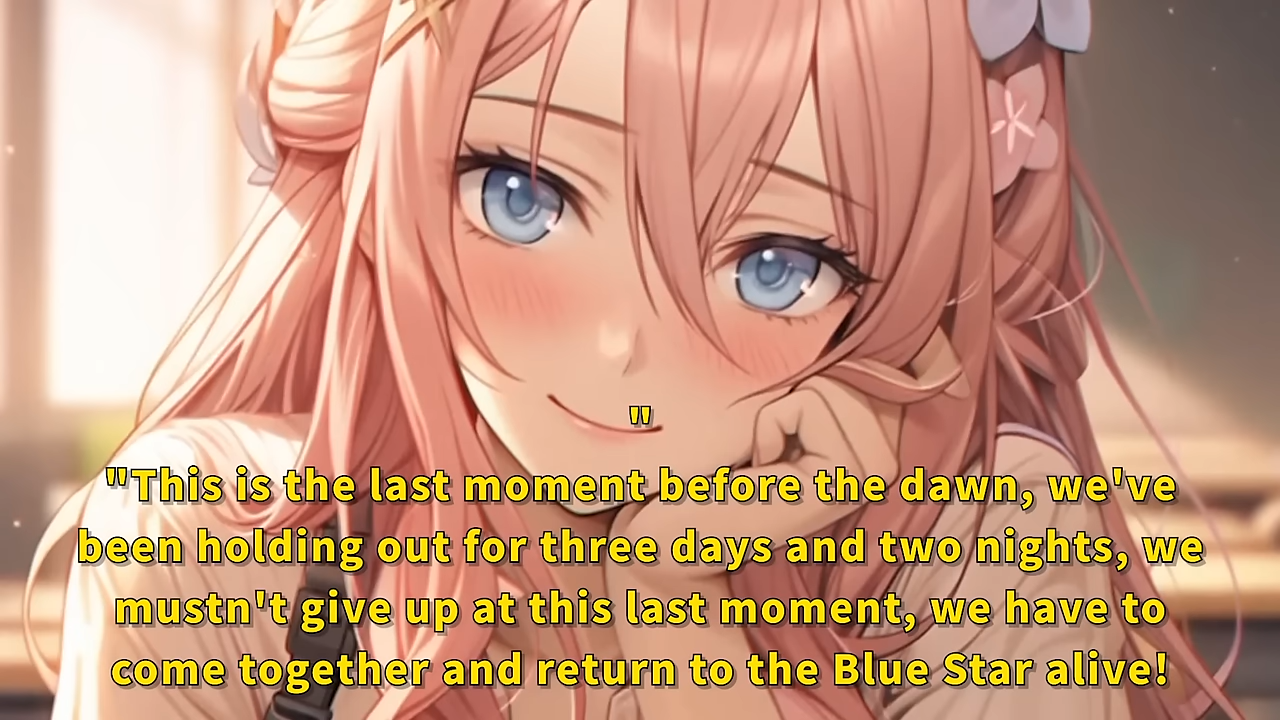 "
"This is the last moment before the dawn, we've
been holding out for three days and two nights, we
mustn't give up at this last moment, we have to
come together and return to the Blue Star alive!